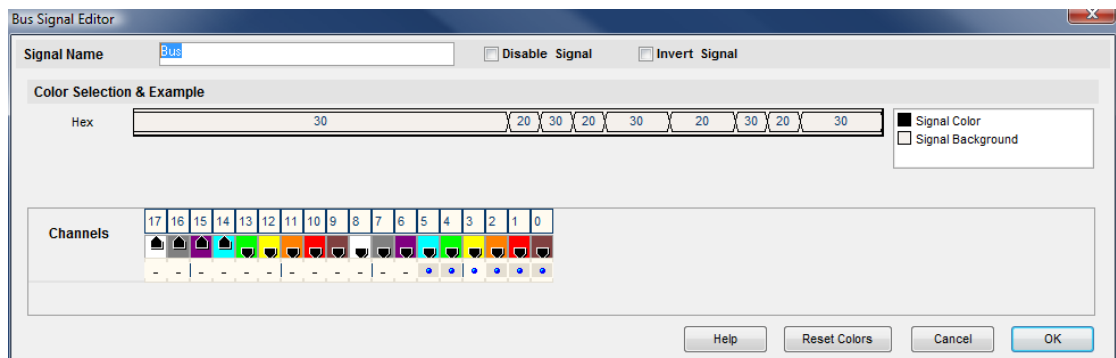 Bus Signal Editor
Signal Name Bus Disable Signal Invert Signal
Color Selection & Example
Hex 30 20 30 20 30 20 30 20 30
Signal Color
Signal Background
Channels 17 16 15 14 13 12 11 10 9 8 7 6 5 4 3 2 1 0
Help Reset Colors Cancel OK